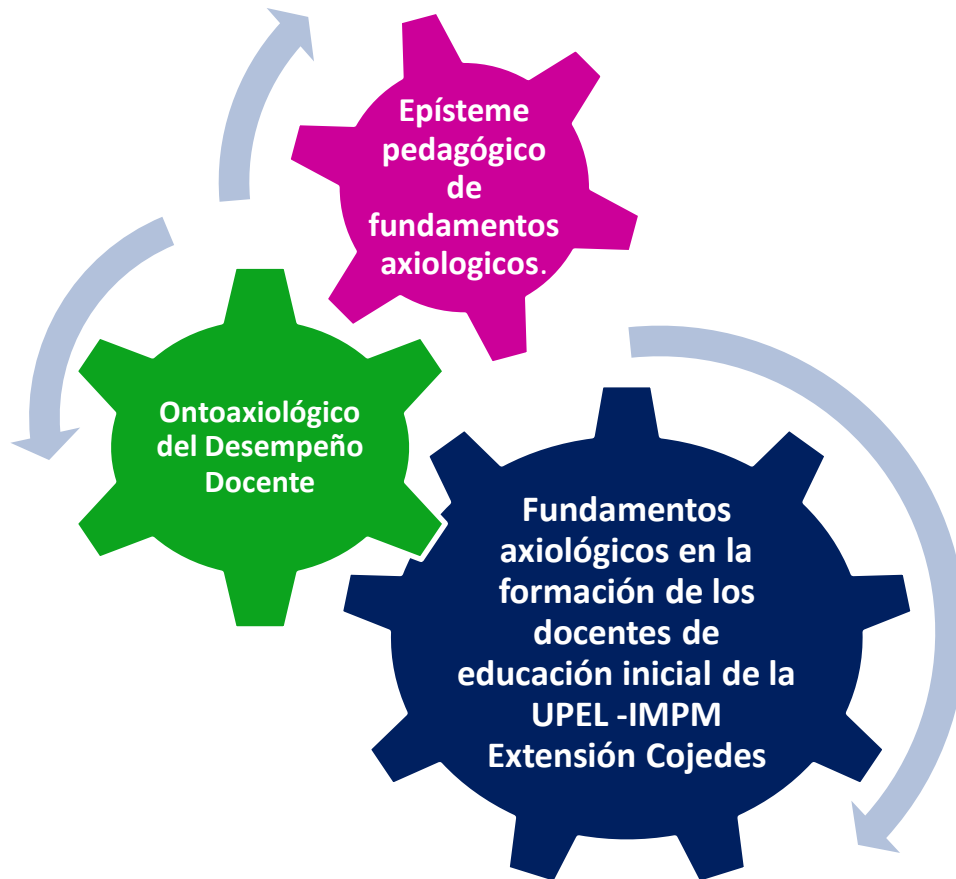 Epísteme
pedagógico
de
fundamentos
axiologicos.
Ontoaxiológico
del Desempeño
Docente
Fundamentos
axiológicos en la
formación de los
docentes de
educación inicial de la
UPEL -IMPM
Extensión Cojedes